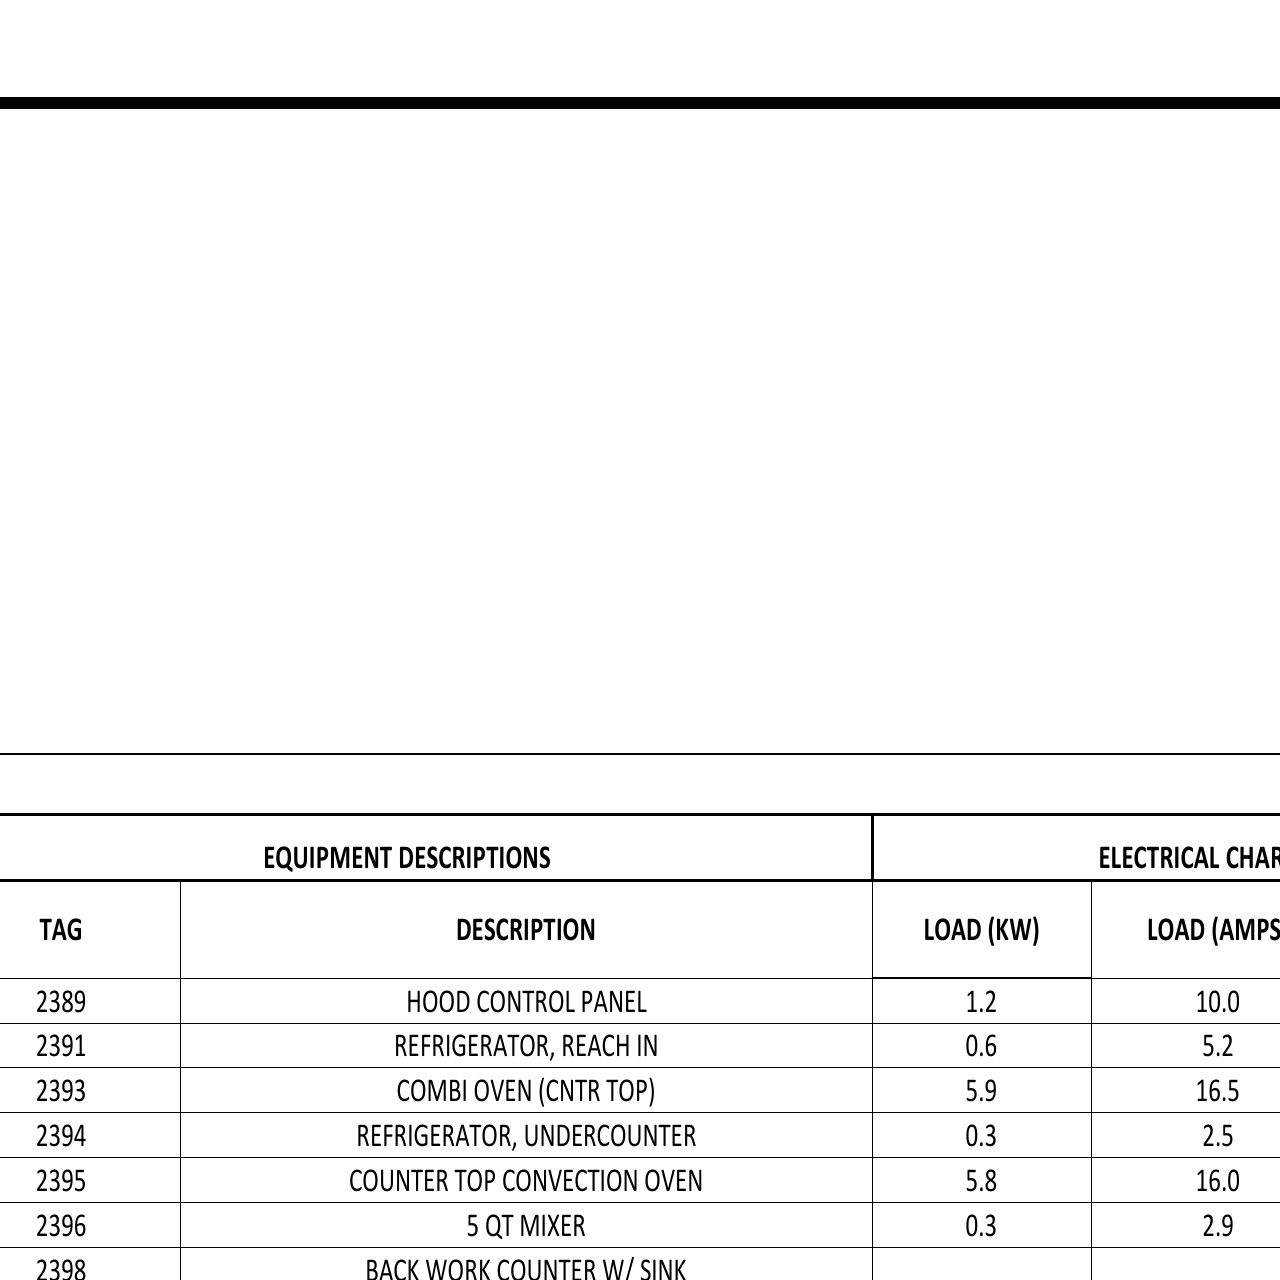 EQUIPMENT DESCRIPTIONS ELECTRICAL CHAR
TAG DESCRIPTION LOAD (KW) LOAD (AMPS
2389 HOOD CONTROL PANEL 1.2 10.0
2391 REFRIGERATOR, REACH IN 0.6 5.2
2393 COMBI OVEN (CNTR TOP) 5.9 16.5
2394 REFRIGERATOR, UNDERCOUNTER 0.3 2.5
2395 COUNTER TOP CONVECTION OVEN 5.8 16.0
2396 5 QT MIXER 0.3 2.9
2398 BACK WORK COUNTER W/ SINK